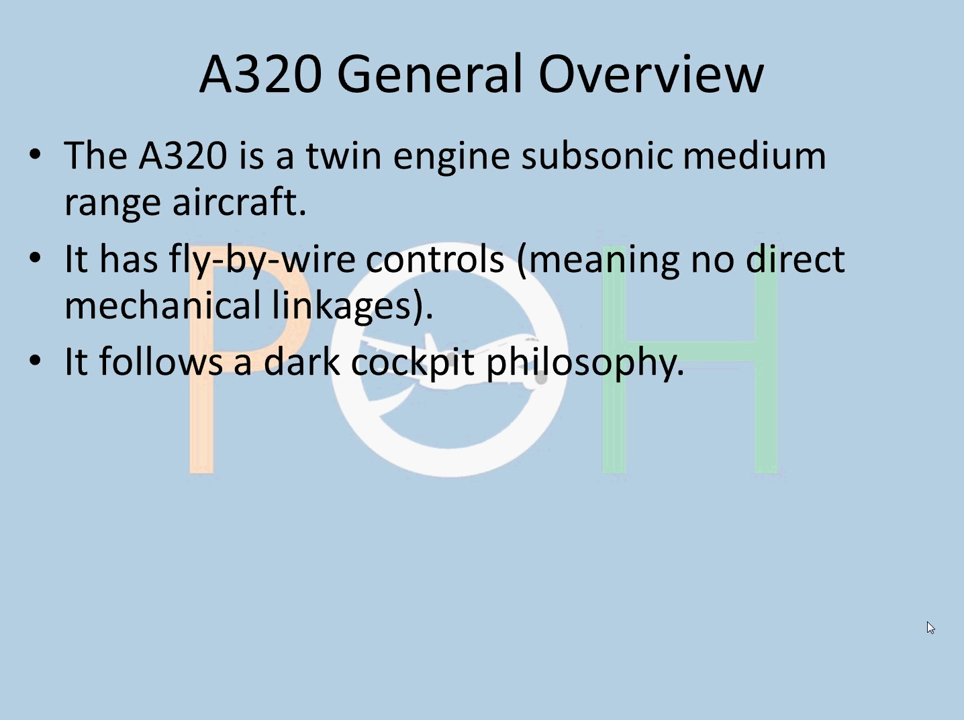 A320 General Overview
• The A320 is a twin engine subsonic medium
range aircraft.
• It has fly-by-wire controls (meaning no direct
mechanical linkages).
• It follows a dark cockpit philosophy.
POH